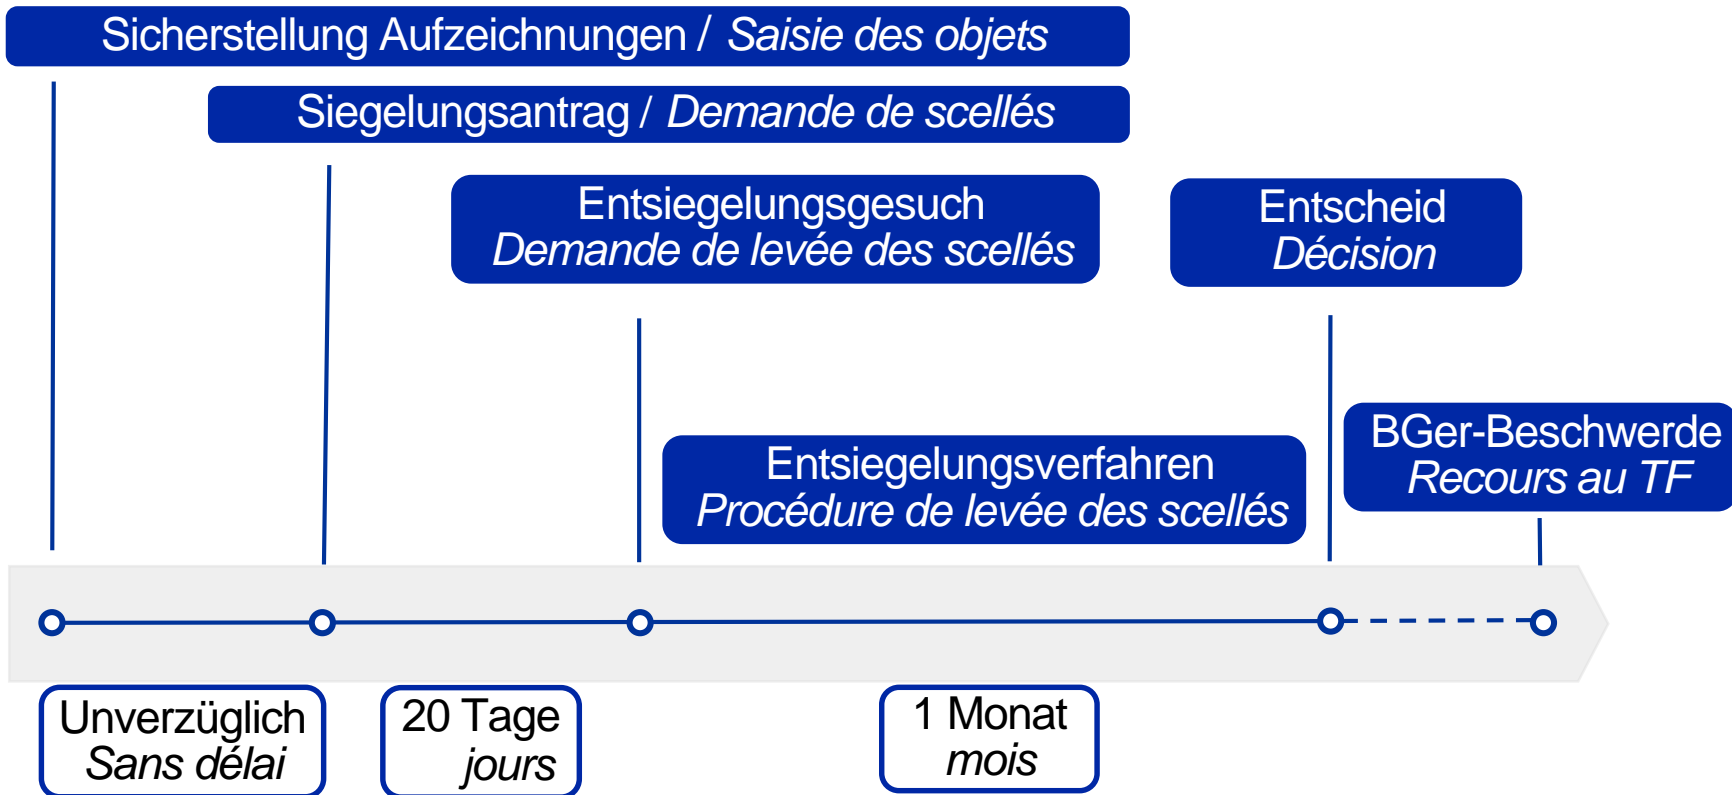 Sicherstellung Aufzeichnungen / Saisie des objets
Siegelungsantrag / Demande de scellés
Entsiegelungsgesuch
Demande de levée des scellés
Entscheid
Décision
BGer-Beschwerde
Recours au TF
Entsiegelungsverfahren
Procédure de levée des scellés
Unverzüglich
Sans délai
20 Tage
jours
1 Monat
mois